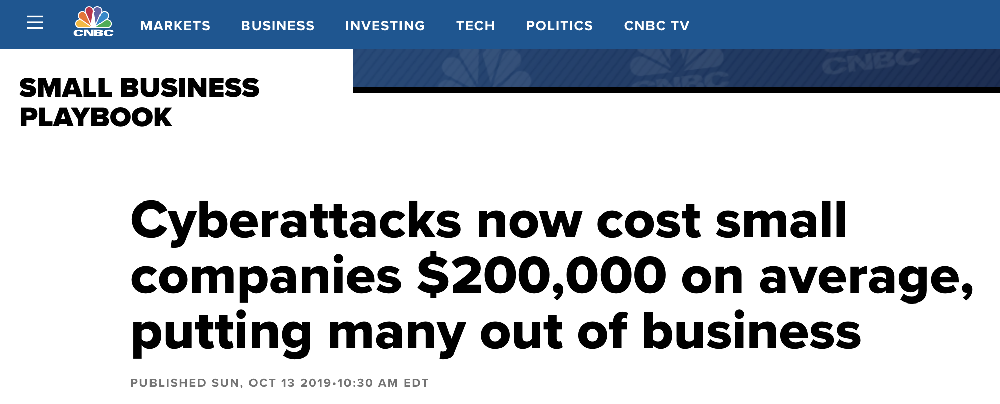 CNBC
MARKETS BUSINESS INVESTING TECH POLITICS CNBC TV
CNBC CNBC
SMALL BUSINESS
PLAYBOOK
Cyberattacks now cost small
companies $200,000 on average,
putting many out of business
PUBLISHED SUN, OCT 13 2019•10:30 AM EDT